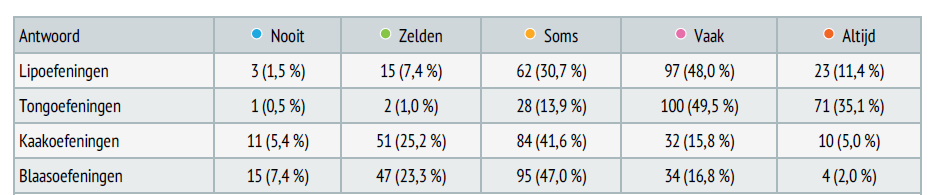 Antwoord Nooit Zelden Soms Vaak Altijd
Lipoefeningen 3 (1,5 %) 15 (7,4 %) 62 (30,7 %) 97 (48,0 %) 23 (11,4 %)
Tongoefeningen 1 (0,5 %) 2 (1,0 %) 28 (13,9 %) 100 (49,5 %) 71 (35,1 %)
Kaakoefeningen 11 (5,4 %) 51 (25,2 %) 84 (41,6 %) 32 (15,8 %) 10 (5,0 %)
Blaasoefeningen 15 (7,4 %) 47 (23,3 %) 95 (47,0 %) 34 (16,8 %) 4 (2,0 %)